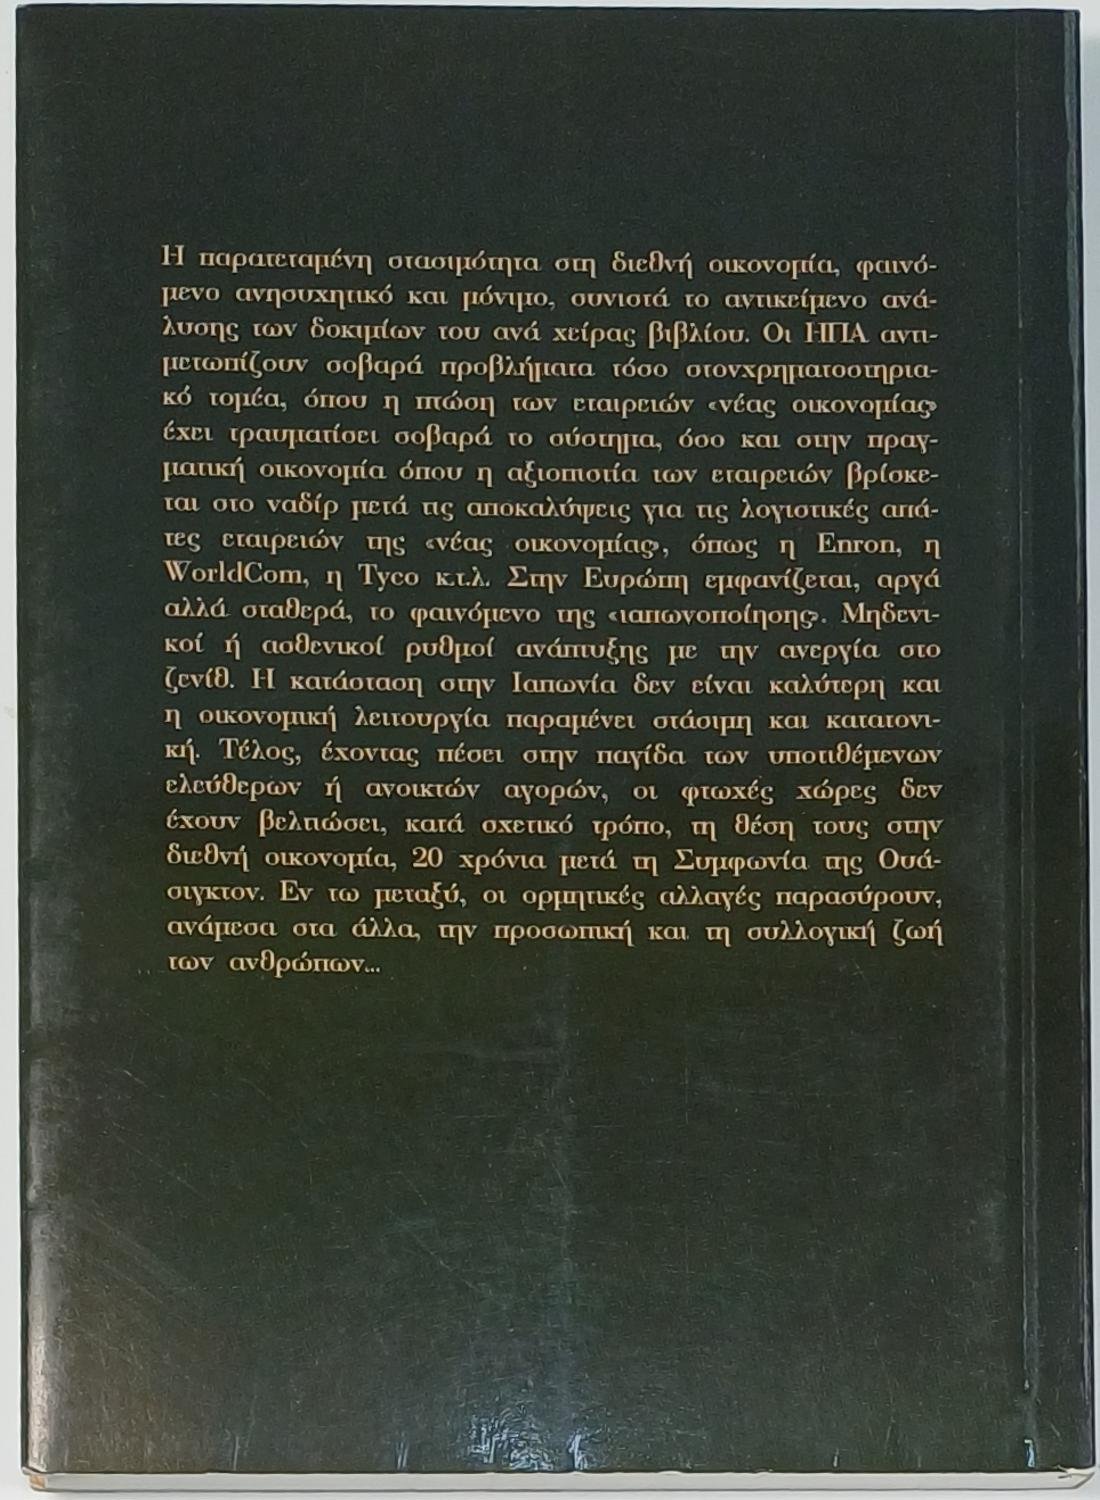 Η παρατεταμένη στασιμότητα στη διεθνή οικονομία, φαινό-
μενο ανησυχητικό και μόνιμο, συνιστά το αντικείμενο ανά-
λυσης των δοκιμίων του ανά χείρας βιβλίου. Οι ΗΠΑ αντι-
μετωπίζουν σοβαρά προβλήματα τόσο στονχρηματοστηρια-
κό τομέα, όπου η πτώση των εταιρειών «νέας οικονομίας»
έχει τραυματίσει σοβαρά το σύστημα, όσο και στην πραγ-
ματική οικονομία όπου η αξιοπιστία των εταιρειών βρίσκε-
ται στο ναδίρ μετά τις αποκαλύψεις για τις λογιστικές απά-
τες εταιρειών της «νέας οικονομίας», όπως η Enron, η
WorldCom, η Tyco κ.τ.λ. Στην Ευρώπη εμφανίζεται, αργά
αλλά σταθερά, το φαινόμενο της «ιαπωνοποίησης». Μηδενι-
κοί ή ασθενικοί ρυθμοί ανάπτυξης με την ανεργία στο
ζενίθ. Η κατάσταση στην Ιαπωνία δεν είναι καλύτερη και
η οικονομική λειτουργία παραμένει στάσιμη και κατατονι-
κή. Τέλος, έχοντας πέσει στην παγίδα των υποτιθέμενων
ελεύθερων ή ανοικτών αγορών, οι φτωχές χώρες δεν
έχουν βελτιώσει, κατά σχετικό τρόπο, τη θέση τους στην
διεθνή οικονομία, 20 χρόνια μετά τη Συμφωνία της Ουά-
σιγκτον. Εν τω μεταξύ, οι ορμητικές αλλαγές παρασύρουν,
ανάμεσα στα άλλα, την προσωπική και τη συλλογική ζωή
των ανθρώπων...